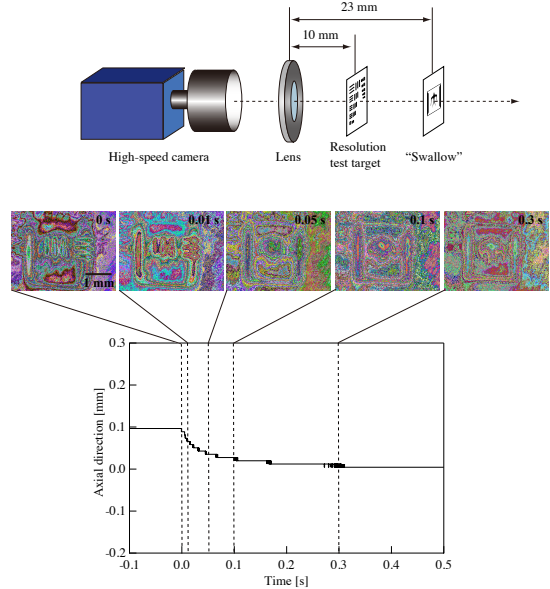 23 mm
10 mm
High-speed camera
Lens
Resolution
test target
“Swallow”
0 s
0.01 s
0.05 s
0.1 s
0.3 s
1 mm
0.3
0.2
0.1
0.0
-0.1
-0.2
Axial direction [mm]
-0.1
0.0
0.1
0.2
0.3
0.4
0.5
Time [s]